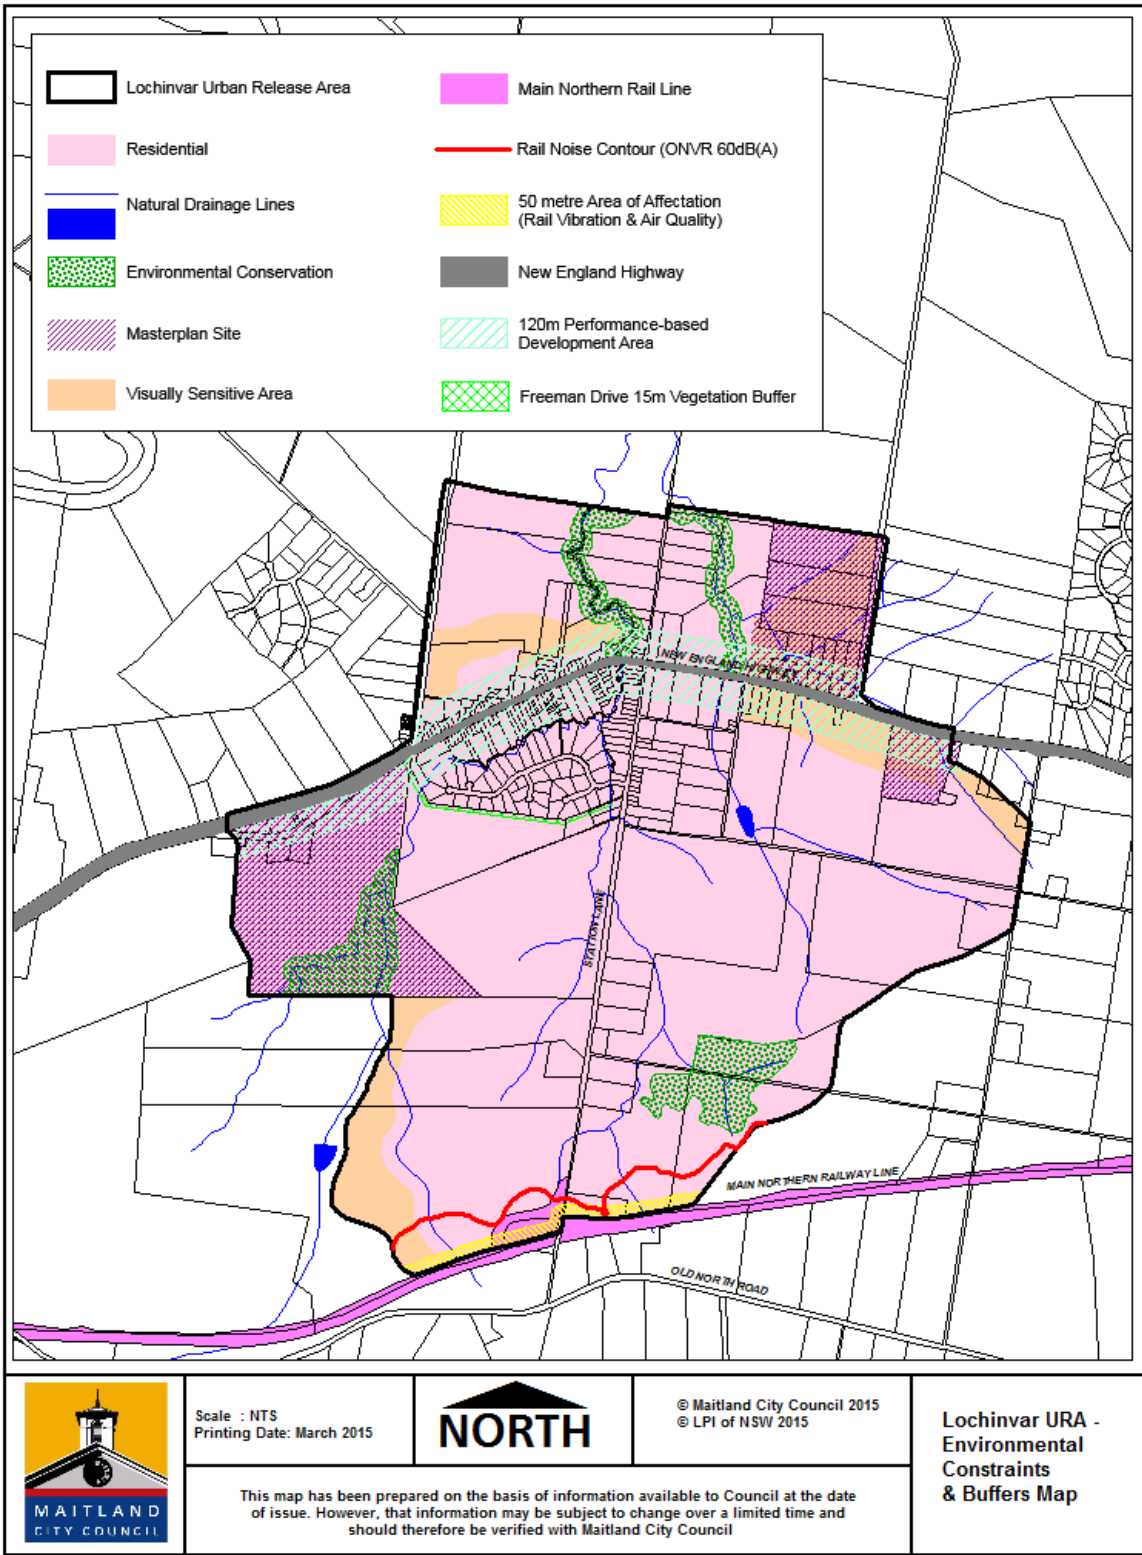 Lochinvar Urban Release Area
Residential
Natural Drainage Lines
Environmental Conservation
Masterplan Site
Visually Sensitive Area
Main Northern Rail Line
Rail Noise Contour (ONVR 60dB(A)
50 metre Area of Affectation
(Rail Vibration & Air Quality)
New England Highway
120m Performance-based
Development Area
Freeman Drive 15m Vegetation Buffer
NEW ENGLAND HIGHWAY
STATION LANE
MAIN NORTHERN RAILWAY LINE
OLD NORTH ROAD
MAITLAND
CITY COUNCIL
Scale : NTS
Printing Date: March 2015
NORTH
© Maitland City Council 2015
© LPI of NSW 2015
This map has been prepared on the basis of information available to Council at the date
of issue. However, that information may be subject to change over a limited time and
should therefore be verified with Maitland City Council
Lochinvar URA -
Environmental
Constraints
& Buffers Map